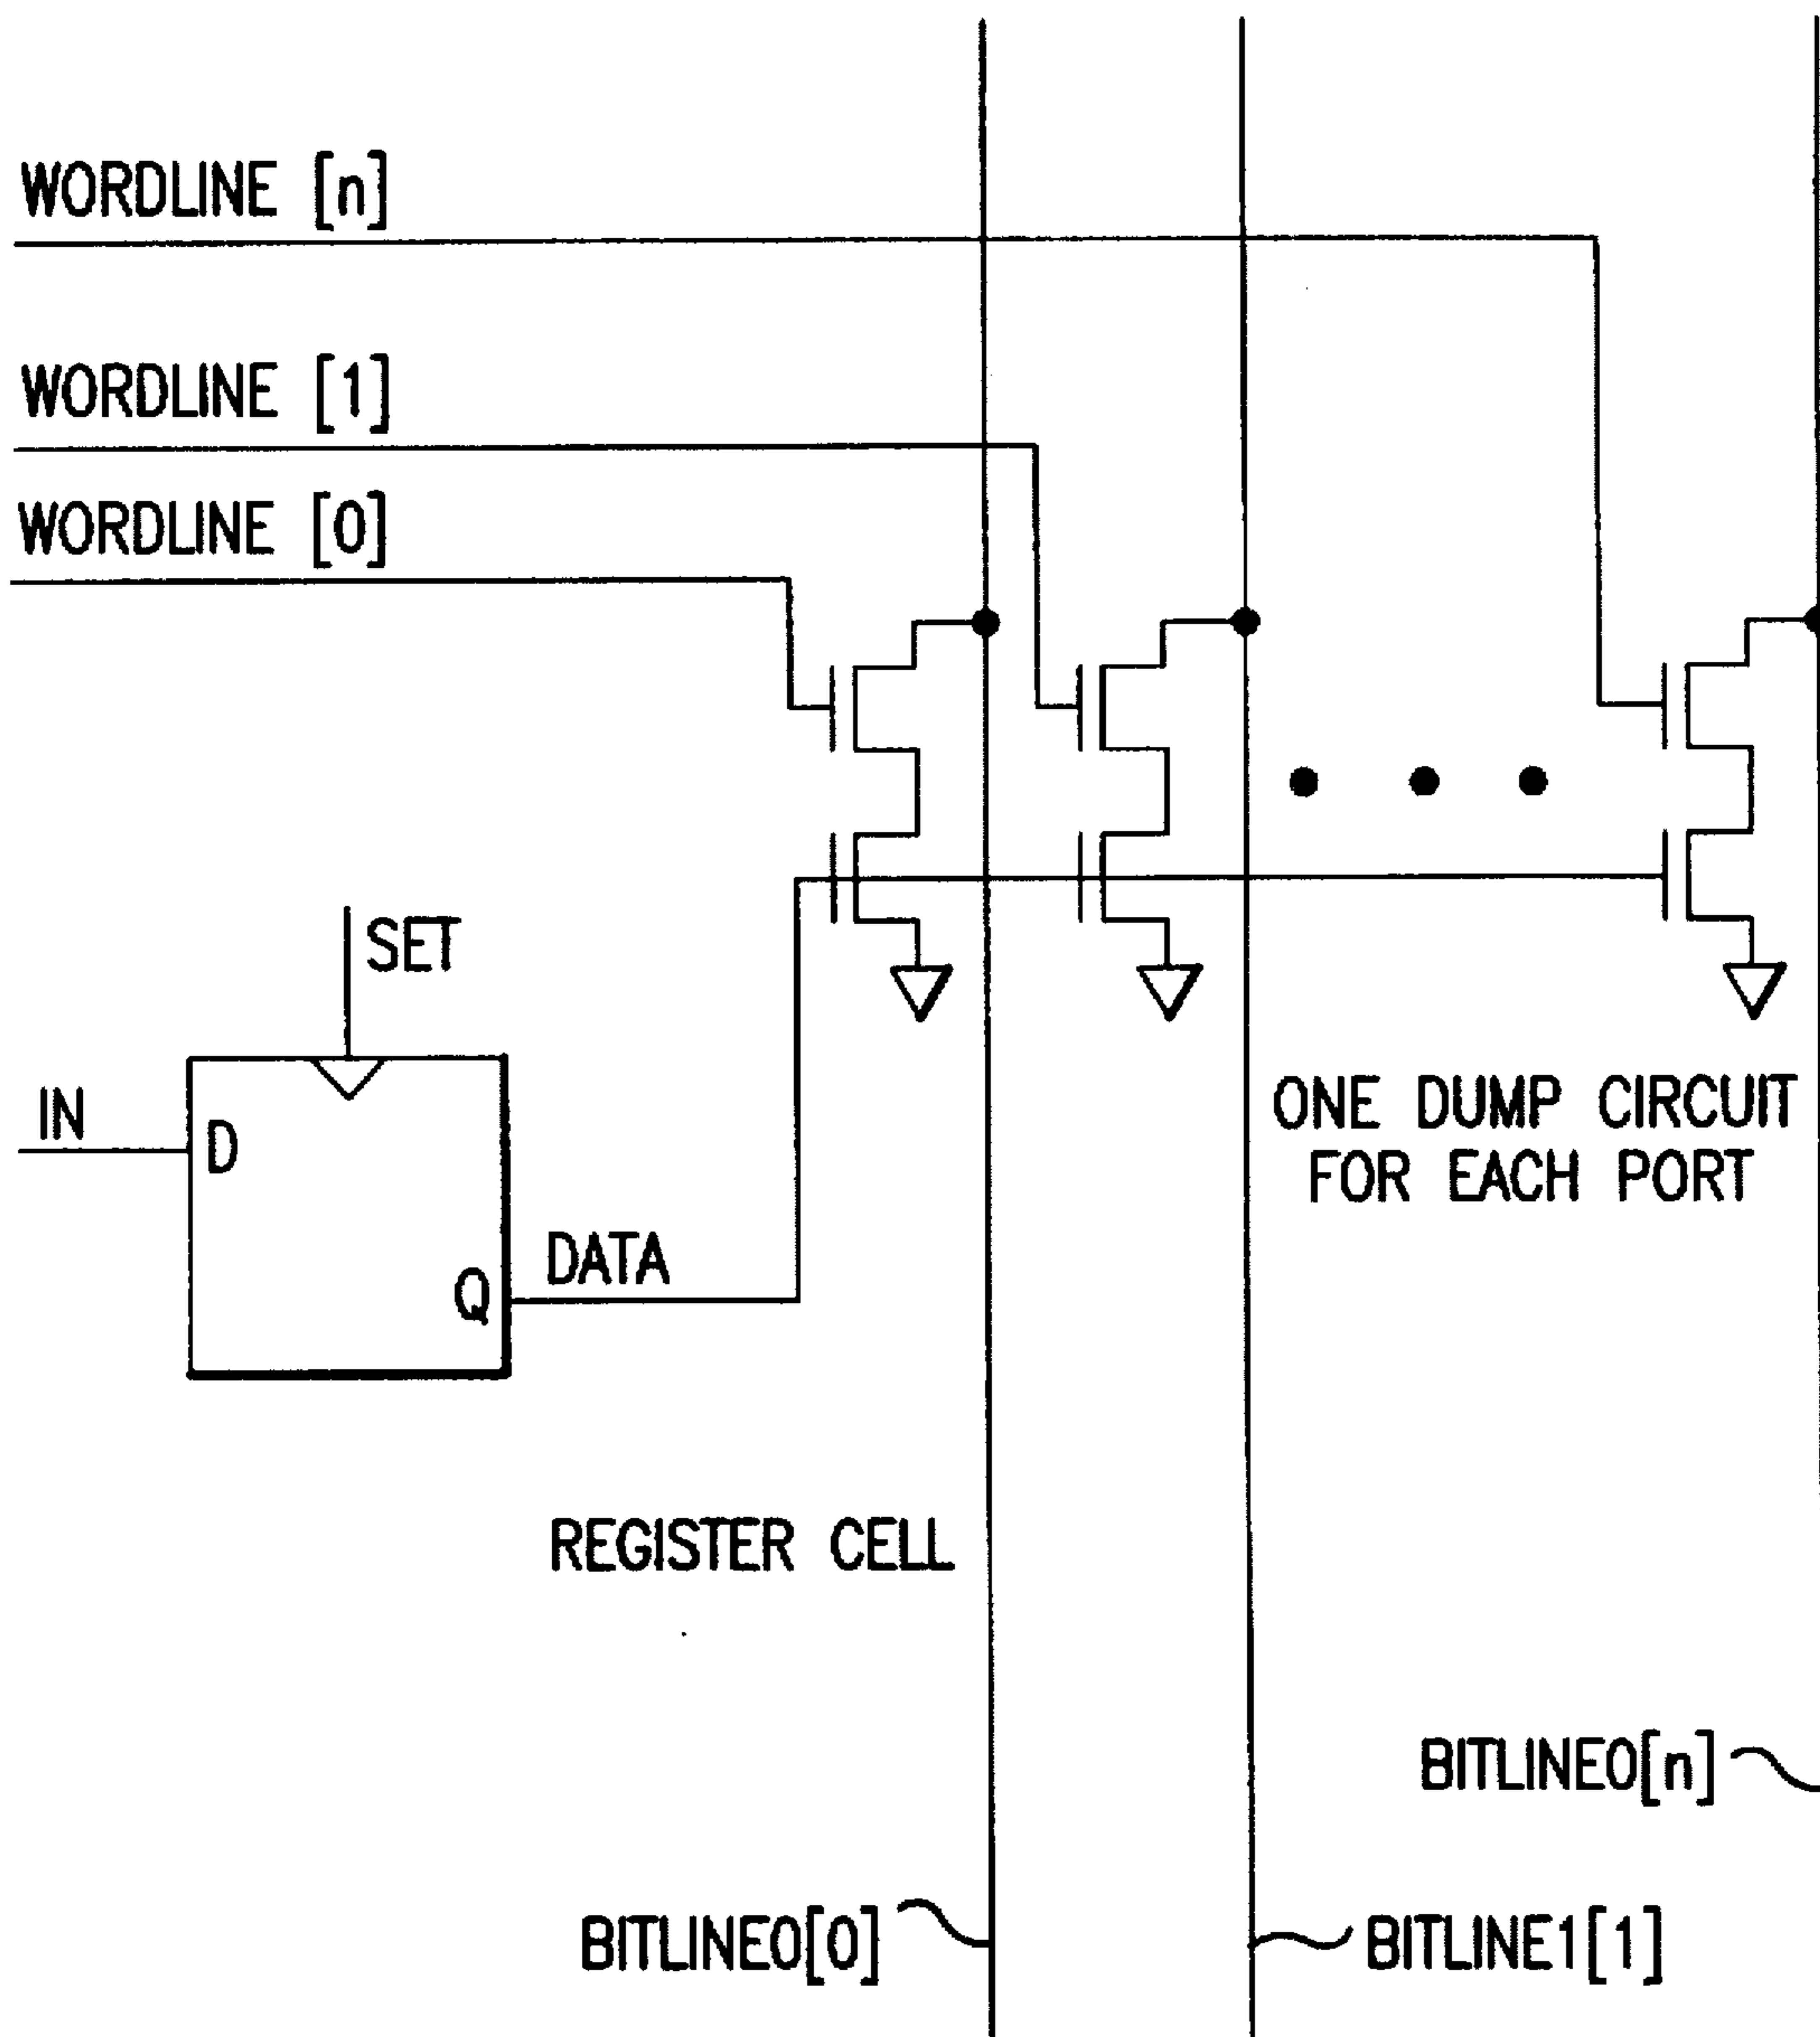 WORDLINE [n]
WORDLINE [1]
WORDLINE [0]
SET
IN
D
Q
DATA
ONE DUMP CIRCUIT
FOR EACH PORT
REGISTER CELL
BITLINE0[n]
BITLINE0[0]
BITLINE1[1]